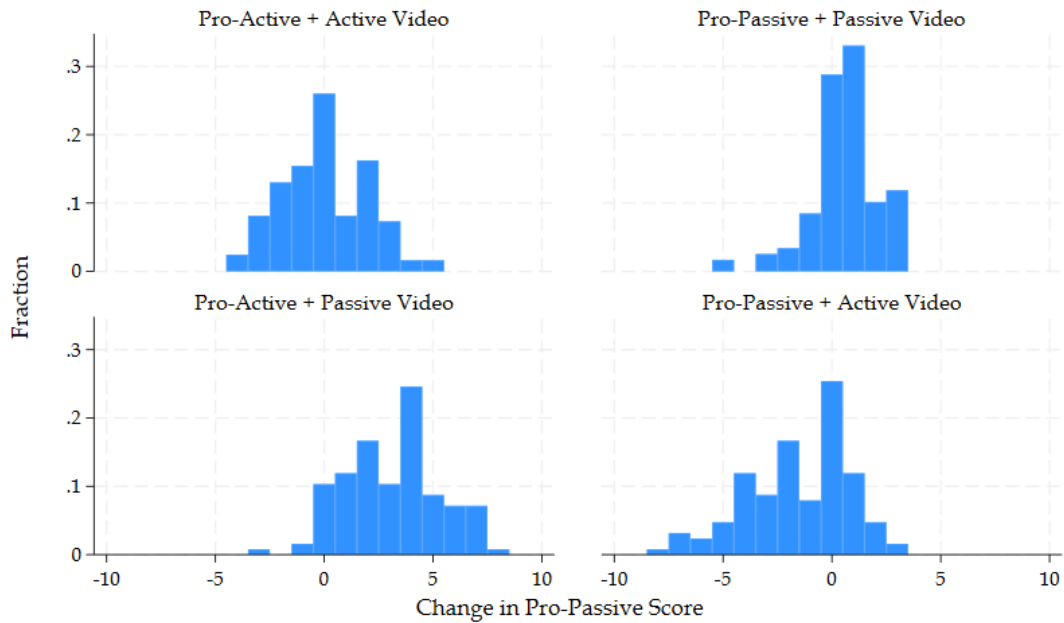 Pro-Active + Active Video
Pro-Passive + Passive Video
.3
.2
.1
0
Pro-Active + Passive Video
Pro-Passive + Active Video
.3
.2
.1
0
-10 -5 0 5 10
-10 -5 0 5 10
Fraction
Change in Pro-Passive Score